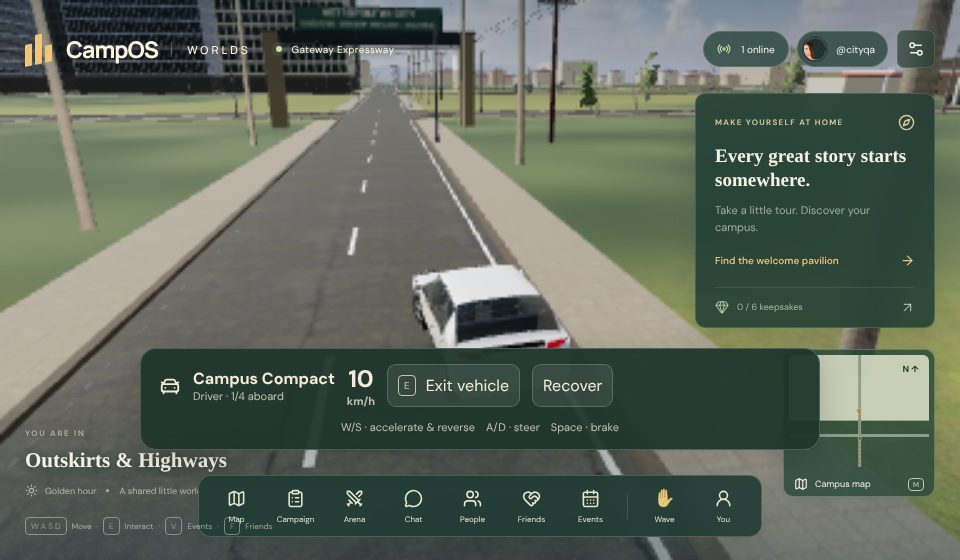 CampOS
WORLDS
Gateway Expressway
1 online
@cityqa
MAKE YOURSELF AT HOME
Every great story starts
somewhere.
Take a little tour. Discover your
campus.
Find the welcome pavilion
0 / 6 keepsakes
N
Campus Compact
Driver · 1/4 aboard
10
km/h
E
Exit vehicle
Recover
W/S · accelerate & reverse A/D · steer Space · brake
YOU ARE IN
Outskirts & Highways
Golden hour • A shared little
Campus map
M
WASD Move · E Interact · V Events · F Friends
Map
Campaign
Arena
Chat
People
Friends
Events
Wave
You